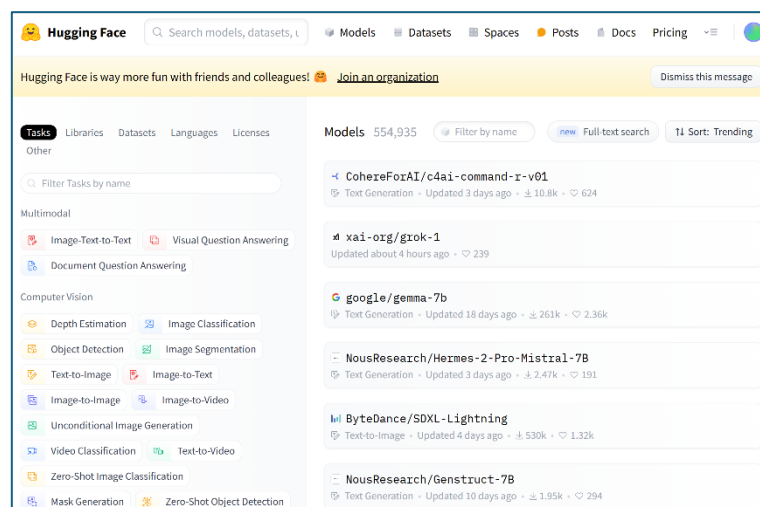 Hugging Face
Search models, datasets, u
Models
Datasets
Spaces
Posts
Docs
Pricing
Hugging Face is way more fun with friends and colleagues! 🤗 Join an organization
Dismiss this message
Tasks Libraries Datasets Languages Licenses
Other
Filter Tasks by name
Multimodal
Image-Text-to-Text Visual Question Answering
Document Question Answering
Computer Vision
Depth Estimation Image Classification
Object Detection Image Segmentation
Text-to-Image Image-to-Text
Image-to-Image Image-to-Video
Unconditional Image Generation
Video Classification Text-to-Video
Zero-Shot Image Classification
Mask Generation Zero-Shot Object Detection
Models 554,935
Filter by name
new Full-text search
↑↓ Sort: Trending
CohereForAI/c4ai-command-r-v01
Text Generation • Updated 3 days ago • 10.8k • 624
xai-org/grok-1
Updated about 4 hours ago • 239
google/gemma-7b
Text Generation • Updated 18 days ago • 261k • 2.36k
NousResearch/Hermes-2-Pro-Mistral-7B
Text Generation • Updated 3 days ago • 2.47k • 191
ByteDance/SDXL-Lightning
Text-to-Image • Updated 4 days ago • 530k • 1.32k
NousResearch/Genstruct-7B
Text Generation • Updated 10 days ago • 1.95k • 294